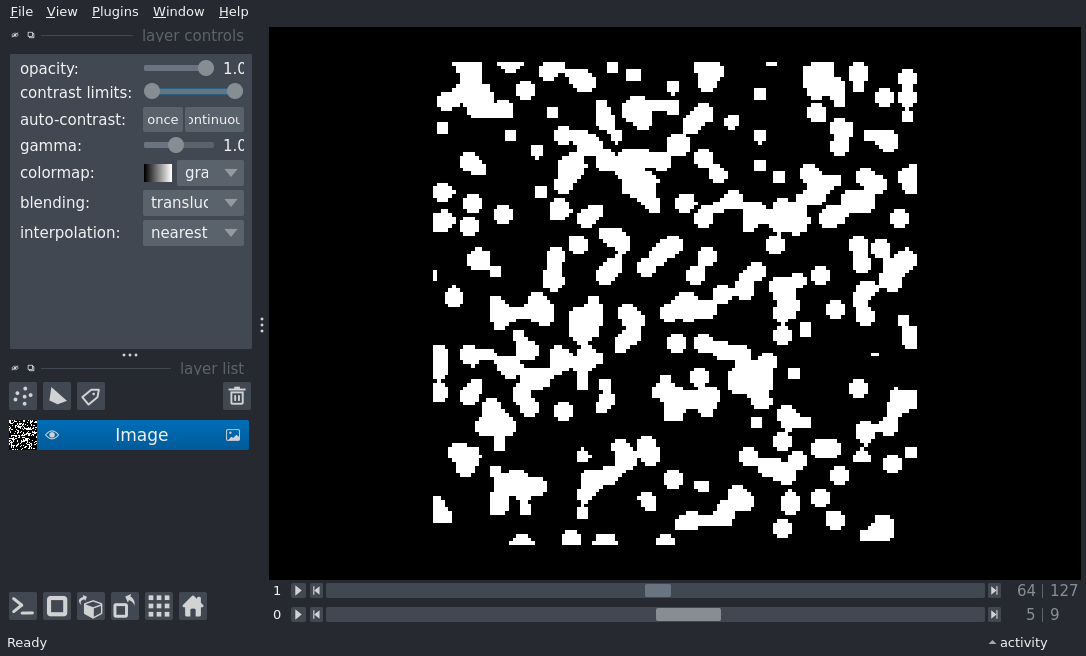 File View Plugins Window Help
layer controls
opacity: 1.0
contrast limits:
auto-contrast: once ontinuou
gamma: 1.0
colormap: gra
blending: transluc
interpolation: nearest
layer list
Image
1 64 | 127
0 5 | 9
Ready activity